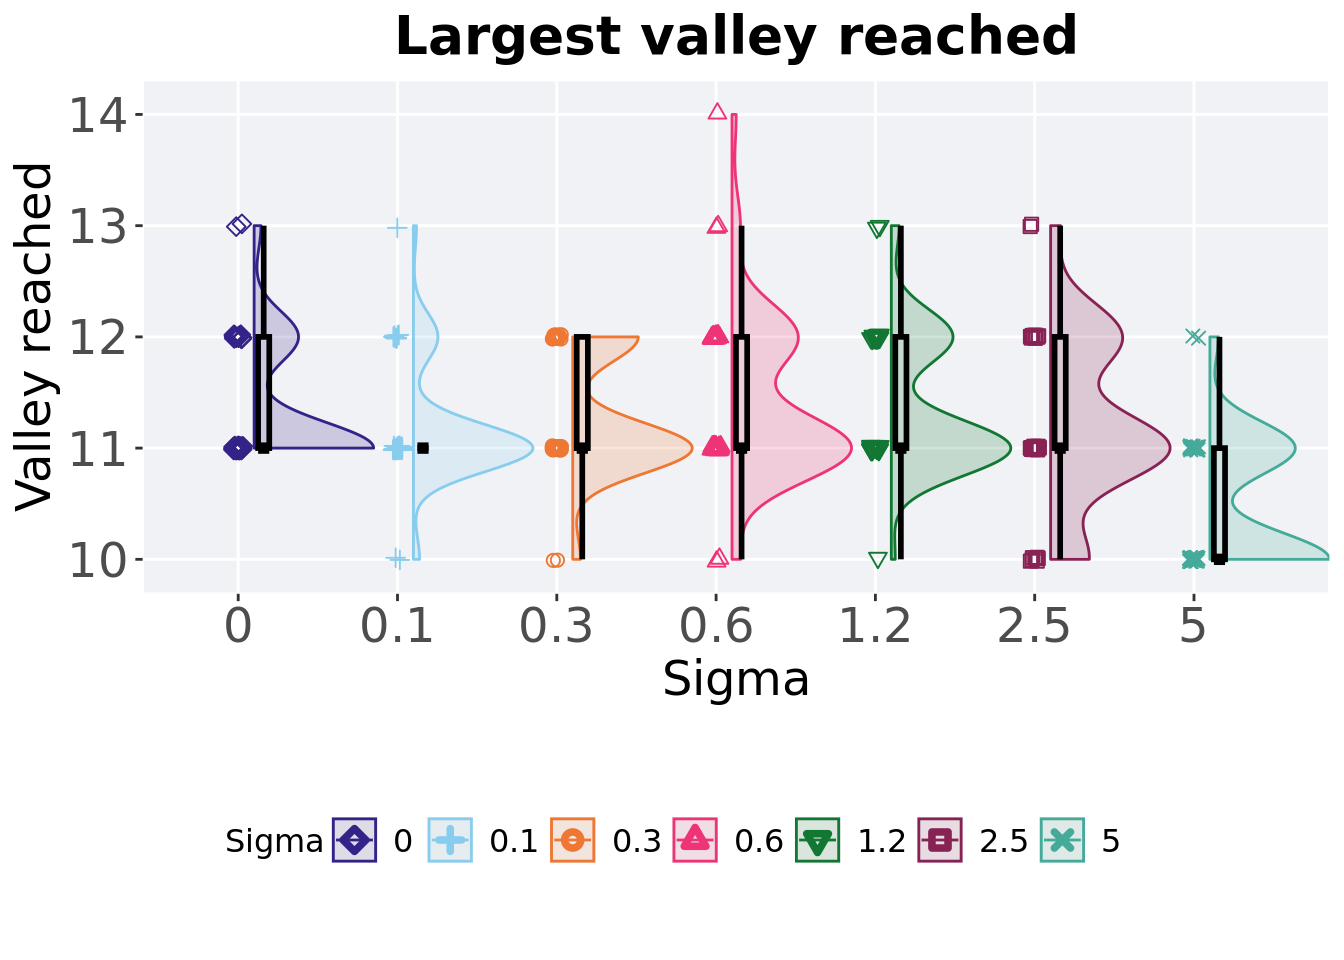 Largest valley reached
Valley reached
14
13
12
11
10
0 0.1 0.3 0.6 1.2 2.5 5
Sigma
Sigma 0 0.1 0.3 0.6 1.2 2.5 5